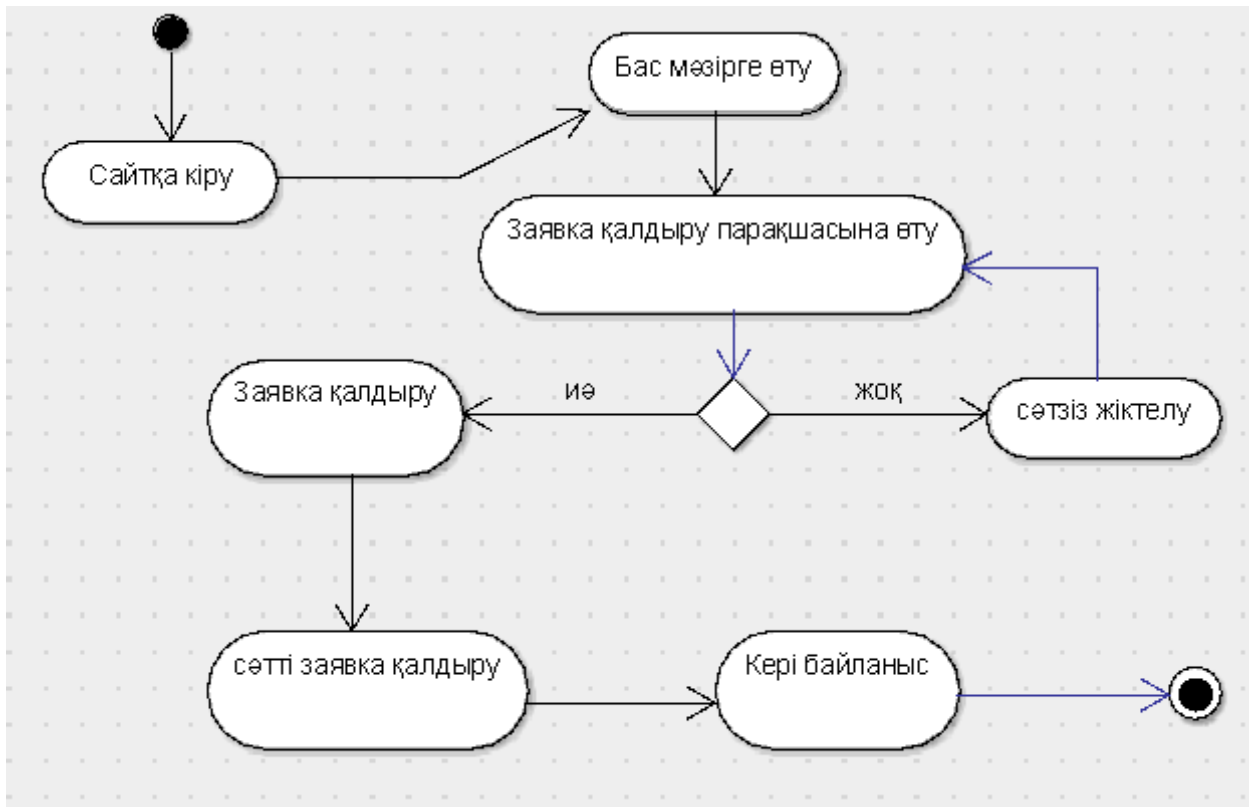 Бас мәзірге өту
Сайтқа кіру
Заявка қалдыру парақшасына өту
Заявка қалдыру
иә
жоқ
сәтзіз жіктелу
сәтті заявка қалдыру
Кері байланыс